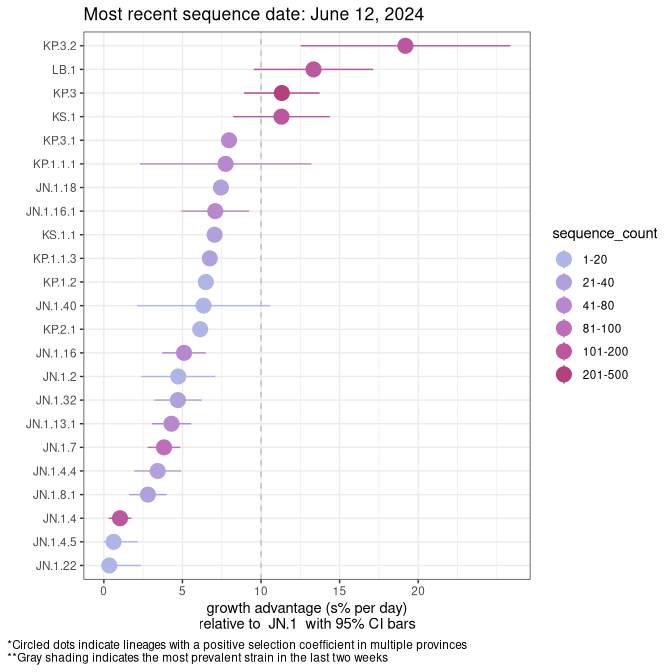 Most recent sequence date: June 12, 2024
KP.3.2
LB.1
KP.3
KS.1
KP.3.1
KP.1.1.1
JN.1.18
JN.1.16.1
KS.1.1
KP.1.1.3
KP.1.2
JN.1.40
KP.2.1
JN.1.16
JN.1.2
JN.1.32
JN.1.13.1
JN.1.7
JN.1.4.4
JN.1.8.1
JN.1.4
JN.1.4.5
JN.1.22
0 5 10 15 20
growth advantage (s% per day)
relative to JN.1 with 95% CI bars
sequence_count
1-20
21-40
41-80
81-100
101-200
201-500
*Circled dots indicate lineages with a positive selection coefficient in multiple provinces
**Gray shading indicates the most prevalent strain in the last two weeks